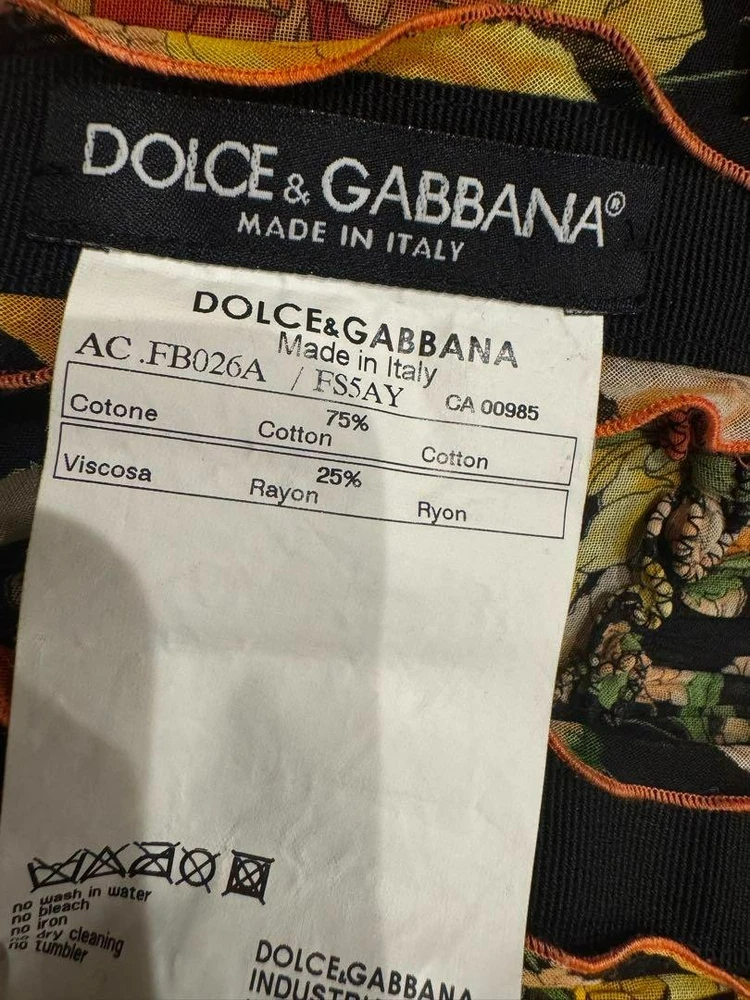 DOLCE & GABBANA®
MADE IN ITALY
DOLCE&GABBANA
Made in Italy
AC.FB026A / FS5AY CA 00985
Cotone 75% Cotton Cotton
Viscosa 25% Rayon Ryon
no wash in water
no bleach
no iron
no dry cleaning
no tumbler
DOLCE&GABBANA